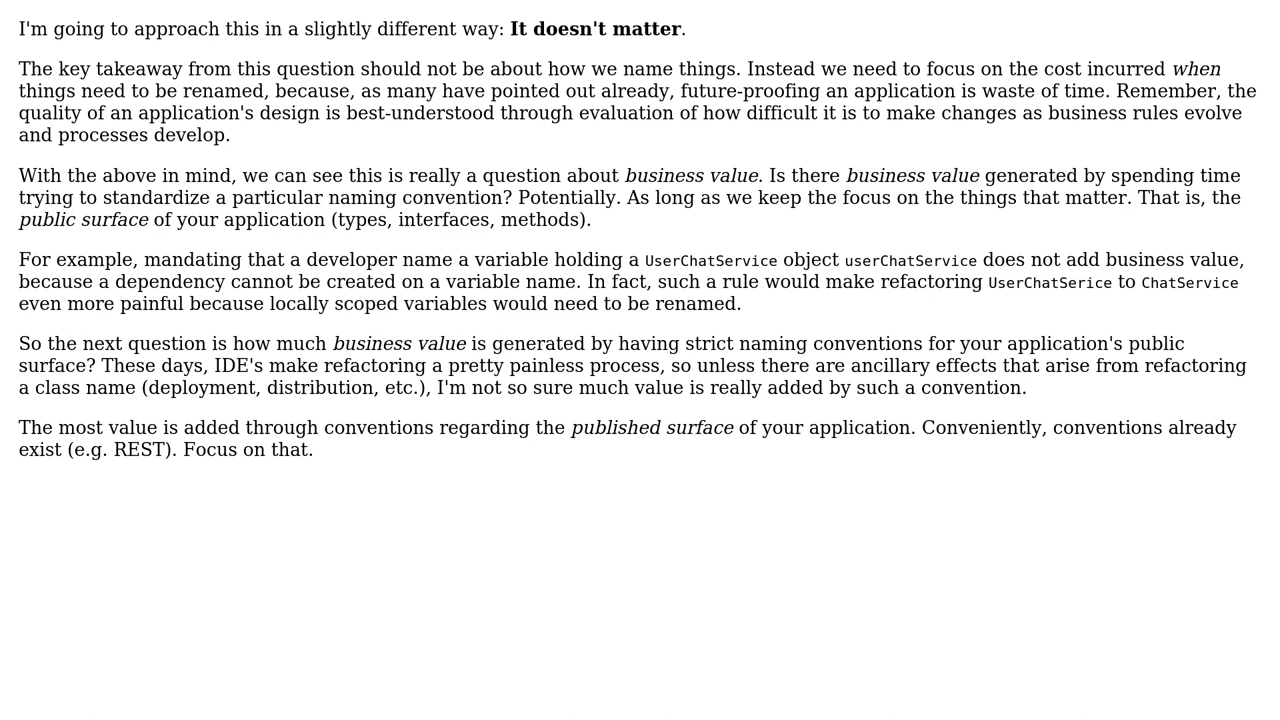 I'm going to approach this in a slightly different way: It doesn't matter.
The key takeaway from this question should not be about how we name things. Instead we need to focus on the cost incurred when
things need to be renamed, because, as many have pointed out already, future-proofing an application is waste of time. Remember, the
quality of an application's design is best-understood through evaluation of how difficult it is to make changes as business rules evolve
and processes develop.
With the above in mind, we can see this is really a question about business value. Is there business value generated by spending time
trying to standardize a particular naming convention? Potentially. As long as we keep the focus on the things that matter. That is, the
public surface of your application (types, interfaces, methods).
For example, mandating that a developer name a variable holding a UserChatService object userChatService does not add business value,
because a dependency cannot be created on a variable name. In fact, such a rule would make refactoring UserChatSerice to ChatService
even more painful because locally scoped variables would need to be renamed.
So the next question is how much business value is generated by having strict naming conventions for your application's public
surface? These days, IDE's make refactoring a pretty painless process, so unless there are ancillary effects that arise from refactoring
a class name (deployment, distribution, etc.), I'm not so sure much value is really added by such a convention.
The most value is added through conventions regarding the published surface of your application. Conveniently, conventions already
exist (e.g. REST). Focus on that.